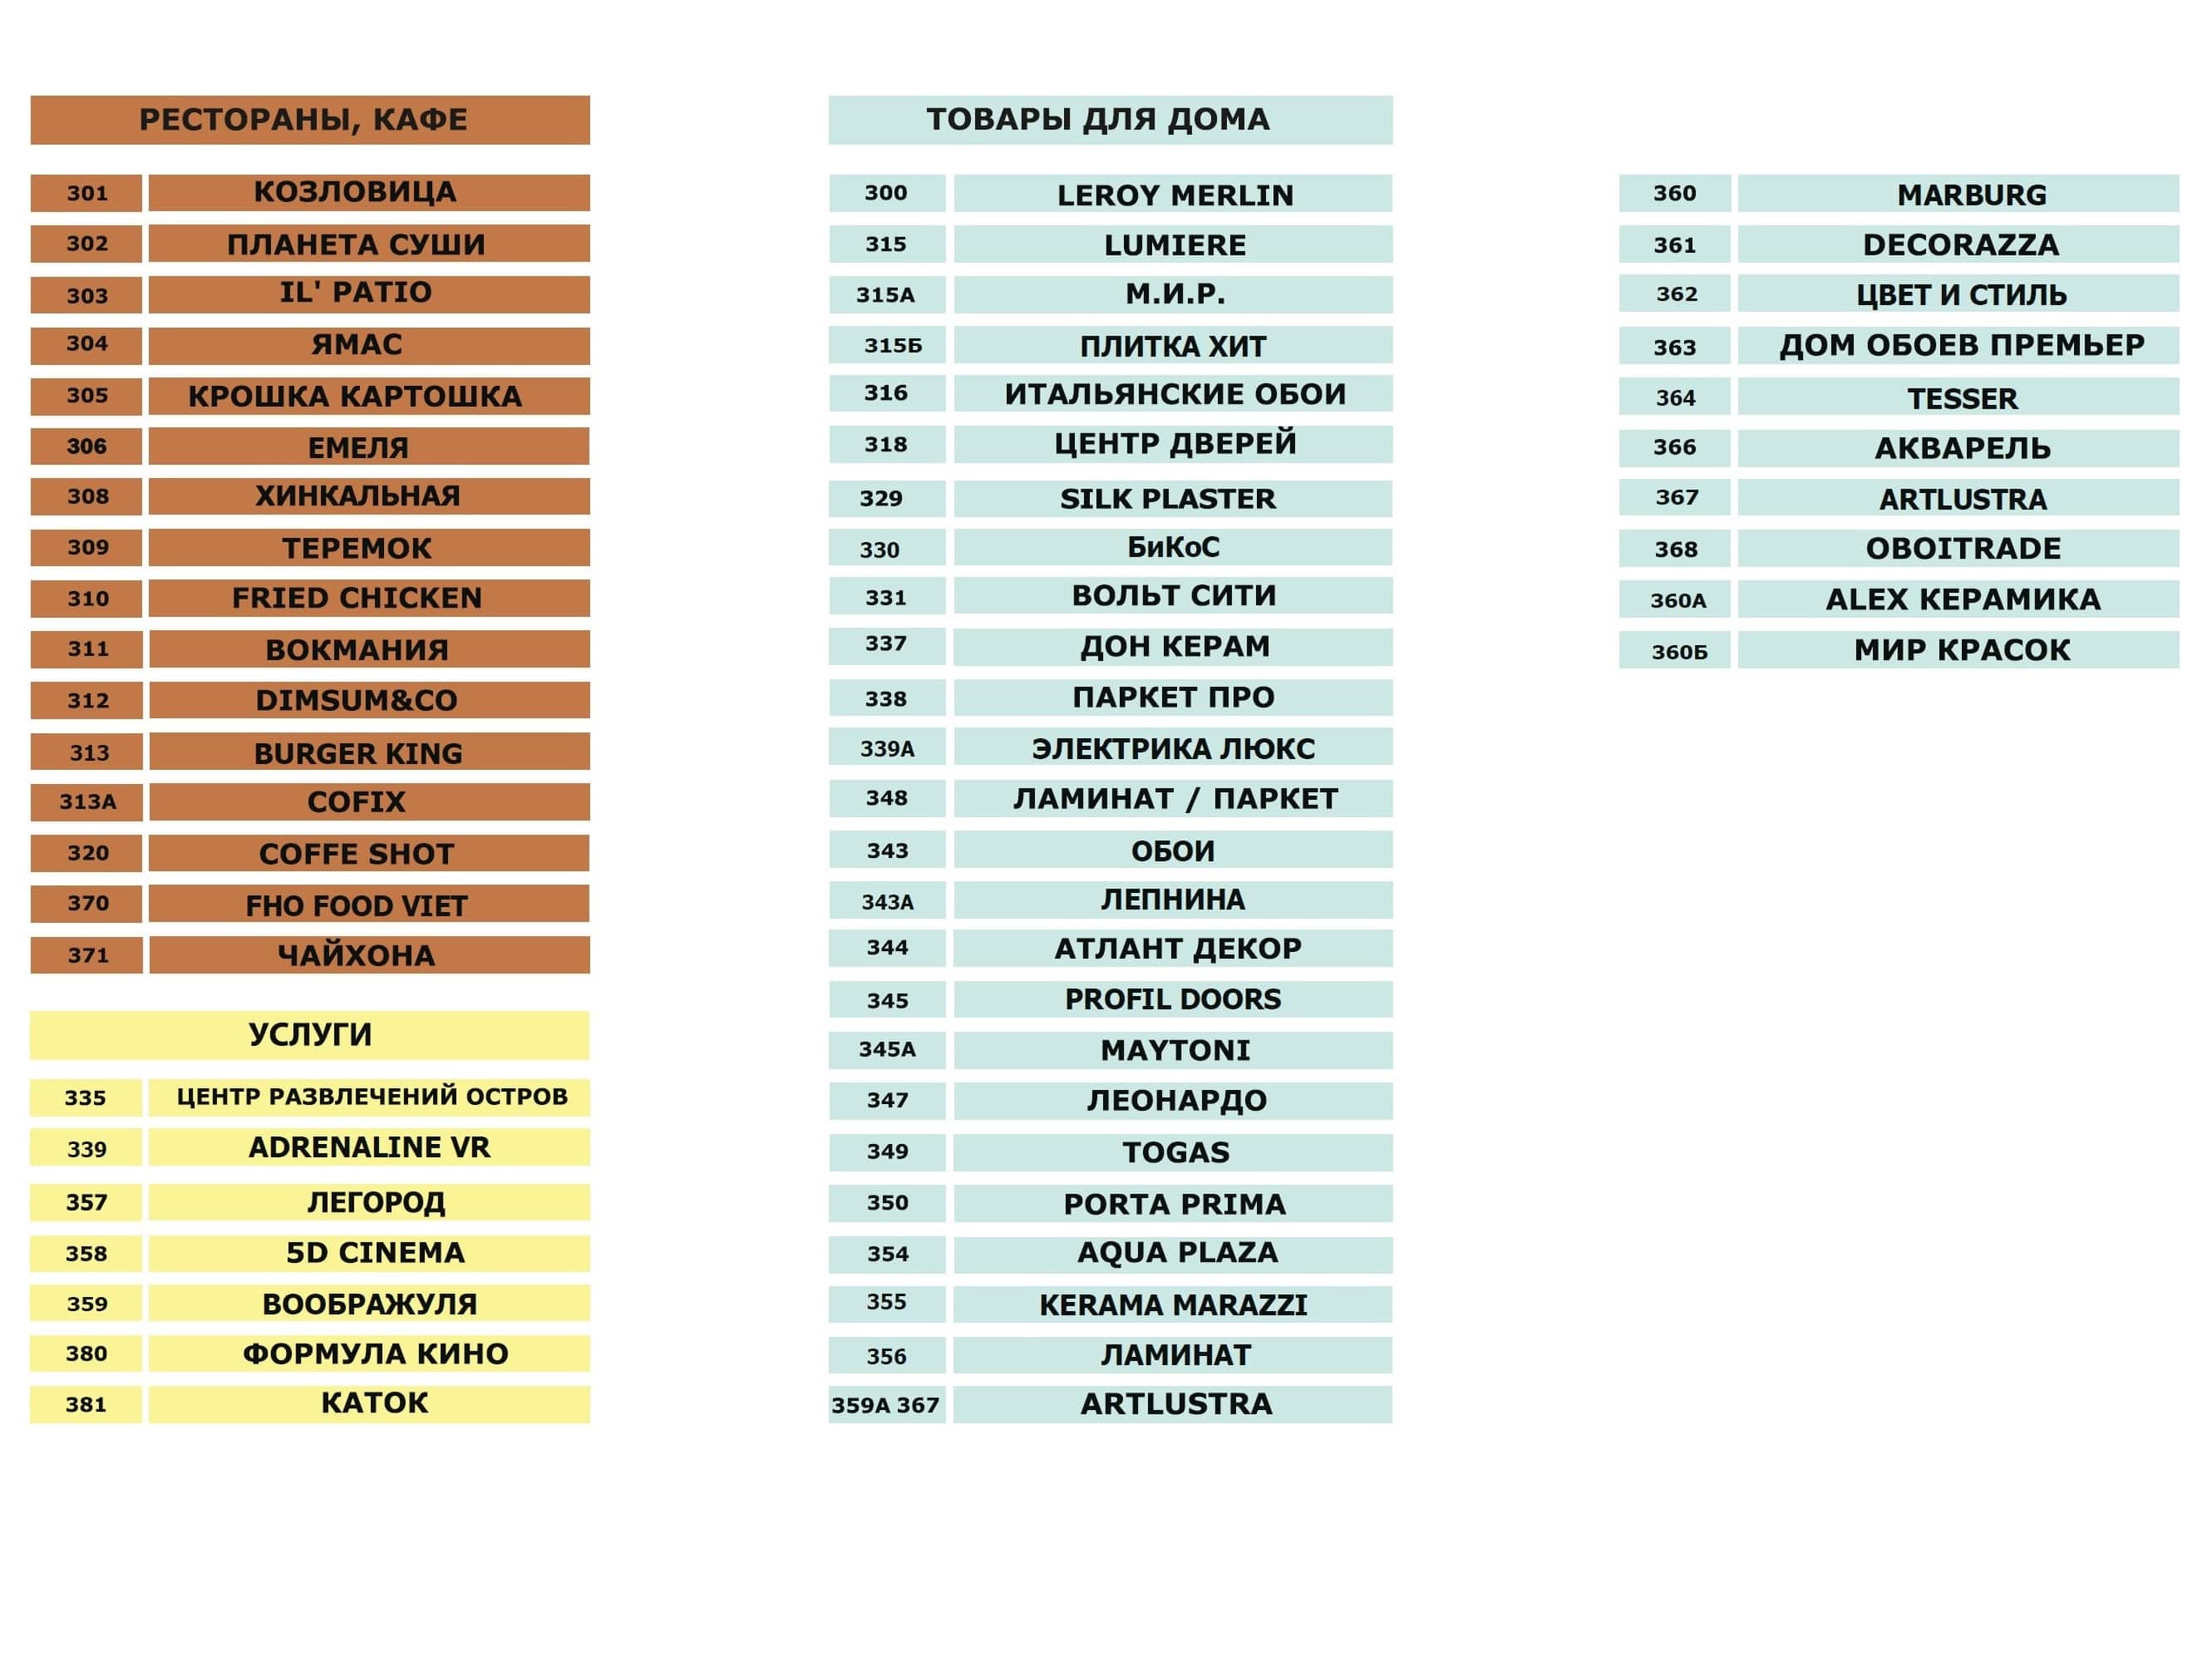 РЕСТОРАНЫ, КАФЕ
301 КОЗЛОВИЦА
302 ПЛАНЕТА СУШИ
303 IL' PATIO
304 ЯМАС
305 КРОШКА КАРТОШКА
306 ЕМЕЛЯ
308 ХИНКАЛЬНАЯ
309 ТЕРЕМОК
310 FRIED CHICKEN
311 ВОКМАНИЯ
312 DIMSUM&CO
313 BURGER KING
313А COFIX
320 COFFE SHOT
370 FHO FOOD VIET
371 ЧАЙХОНА
УСЛУГИ
335 ЦЕНТР РАЗВЛЕЧЕНИЙ ОСТРОВ
339 ADRENALINE VR
357 ЛЕГОРОД
358 5D CINEMA
359 ВООБРАЖУЛЯ
380 ФОРМУЛА КИНО
381 КАТОК
ТОВАРЫ ДЛЯ ДОМА
300 LEROY MERLIN
315 LUMIERE
315А М.И.Р.
315Б ПЛИТКА ХИТ
316 ИТАЛЬЯНСКИЕ ОБОИ
318 ЦЕНТР ДВЕРЕЙ
329 SILK PLASTER
330 БиКоС
331 ВОЛЬТ СИТИ
337 ДОН КЕРАМ
338 ПАРКЕТ ПРО
339А ЭЛЕКТРИКА ЛЮКС
348 ЛАМИНАТ / ПАРКЕТ
343 ОБОИ
343А ЛЕПНИНА
344 АТЛАНТ ДЕКОР
345 PROFIL DOORS
345А MAYTONI
347 ЛЕОНАРДО
349 TOGAS
350 PORTA PRIMA
354 AQUA PLAZA
355 KERAMA MARAZZI
356 ЛАМИНАТ
359А 367 ARTLUSTRA
360 MARBURG
361 DECORAZZA
362 ЦВЕТ И СТИЛЬ
363 ДОМ ОБОЕВ ПРЕМЬЕР
364 TESSER
366 АКВАРЕЛЬ
367 ARTLUSTRA
368 OBOITRADE
360А ALEX КЕРАМИКА
360Б МИР КРАСОК